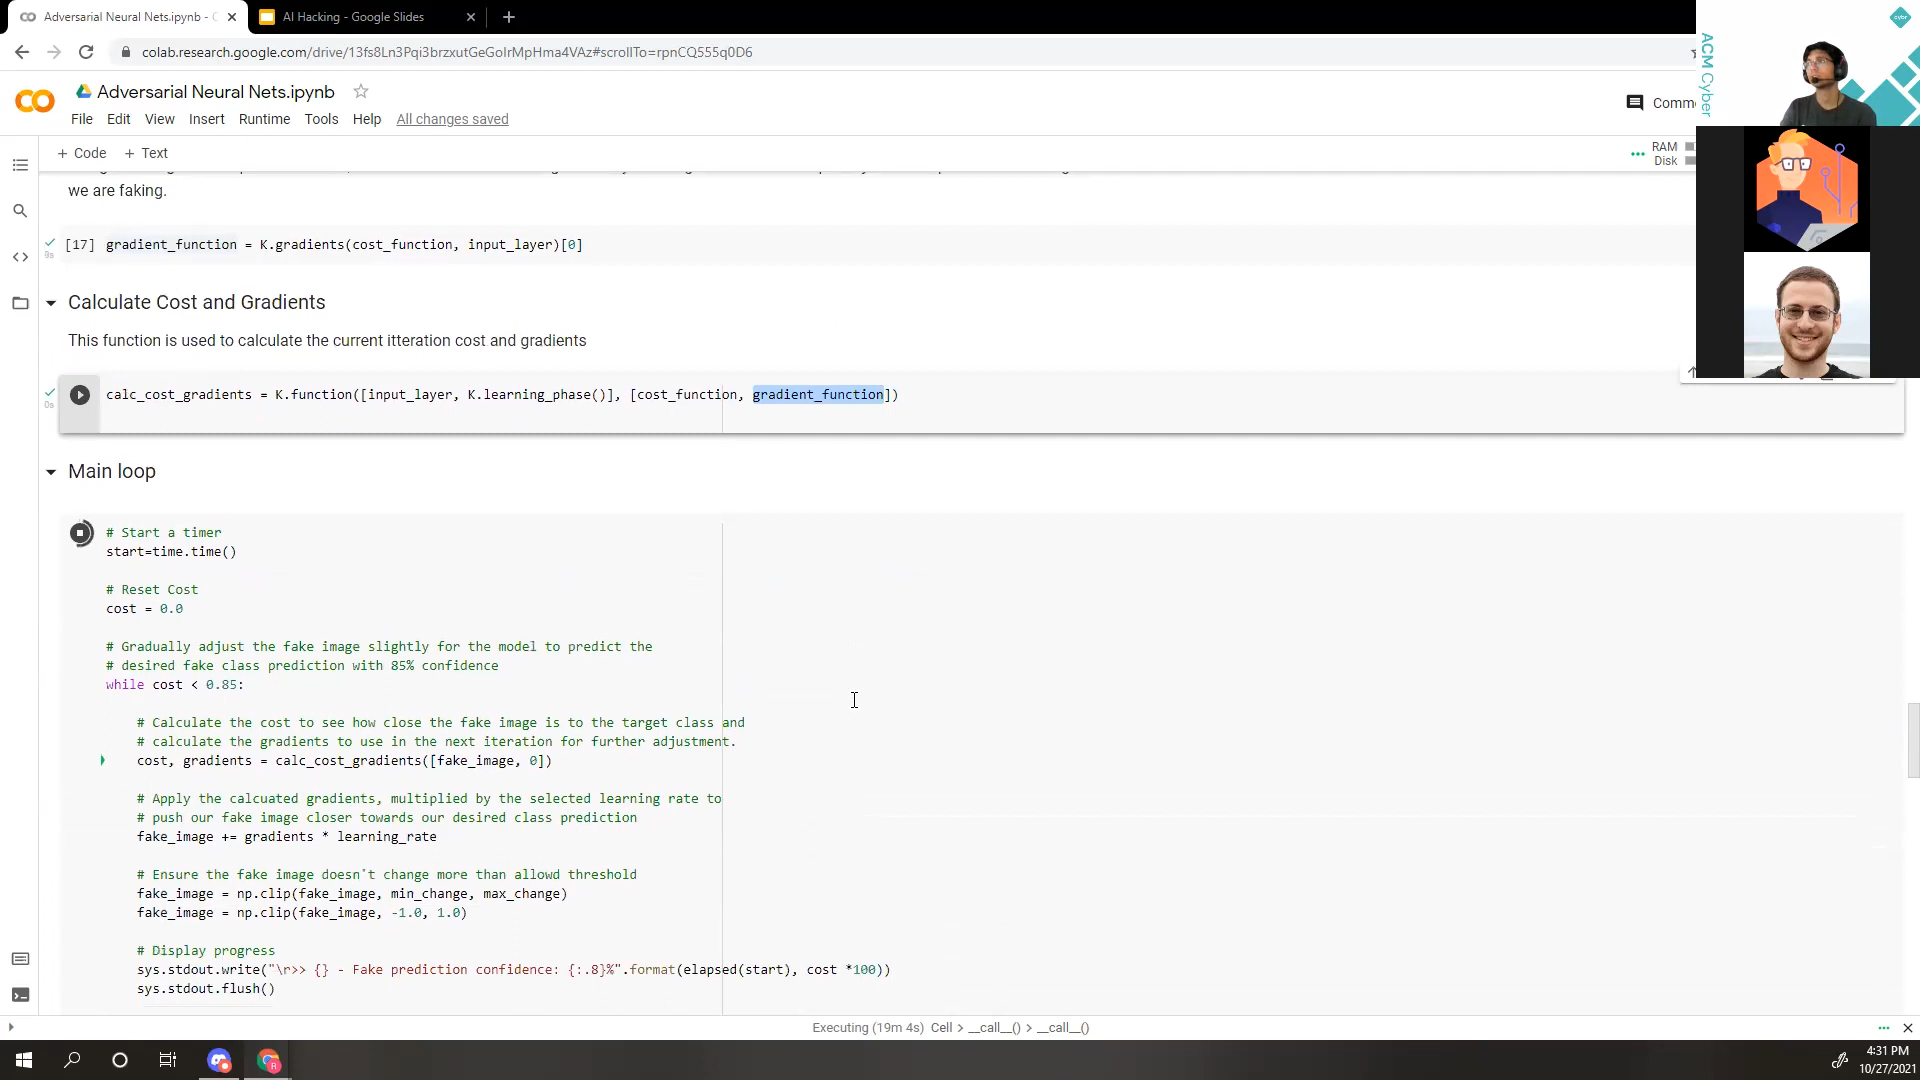 Adversarial Neural Nets.ipynb - C
AI Hacking - Google Slides
colab.research.google.com/drive/13fs8Ln3Pqi3brzxutGeGolrMpHma4VAz#scrollTo=rpnCQ555q0D6
ACM Cyber
cyber
Adversarial Neural Nets.ipynb
Comm
File Edit View Insert Runtime Tools Help All changes saved
+ Code + Text
RAM
Disk
we are faking.
[17] gradient_function = K.gradients(cost_function, input_layer)[0]
9s
Calculate Cost and Gradients
This function is used to calculate the current itteration cost and gradients
calc_cost_gradients = K.function([input_layer, K.learning_phase()], [cost_function, gradient_function])
0s
Main loop
# Start a timer
start=time.time()
# Reset Cost
cost = 0.0
# Gradually adjust the fake image slightly for the model to predict the
# desired fake class prediction with 85% confidence
while cost < 0.85:
# Calculate the cost to see how close the fake image is to the target class and
# calculate the gradients to use in the next iteration for further adjustment.
cost, gradients = calc_cost_gradients([fake_image, 0])
# Apply the calcuated gradients, multiplied by the selected learning rate to
# push our fake image closer towards our desired class prediction
fake_image += gradients * learning_rate
# Ensure the fake image doesn't change more than allowd threshold
fake_image = np.clip(fake_image, min_change, max_change)
fake_image = np.clip(fake_image, -1.0, 1.0)
# Display progress
sys.stdout.write("\r>> {} - Fake prediction confidence: {:.8}%".format(elapsed(start), cost *100))
sys.stdout.flush()
Executing (19m 4s) Cell > __call__() > __call__()
4:31 PM
10/27/2021